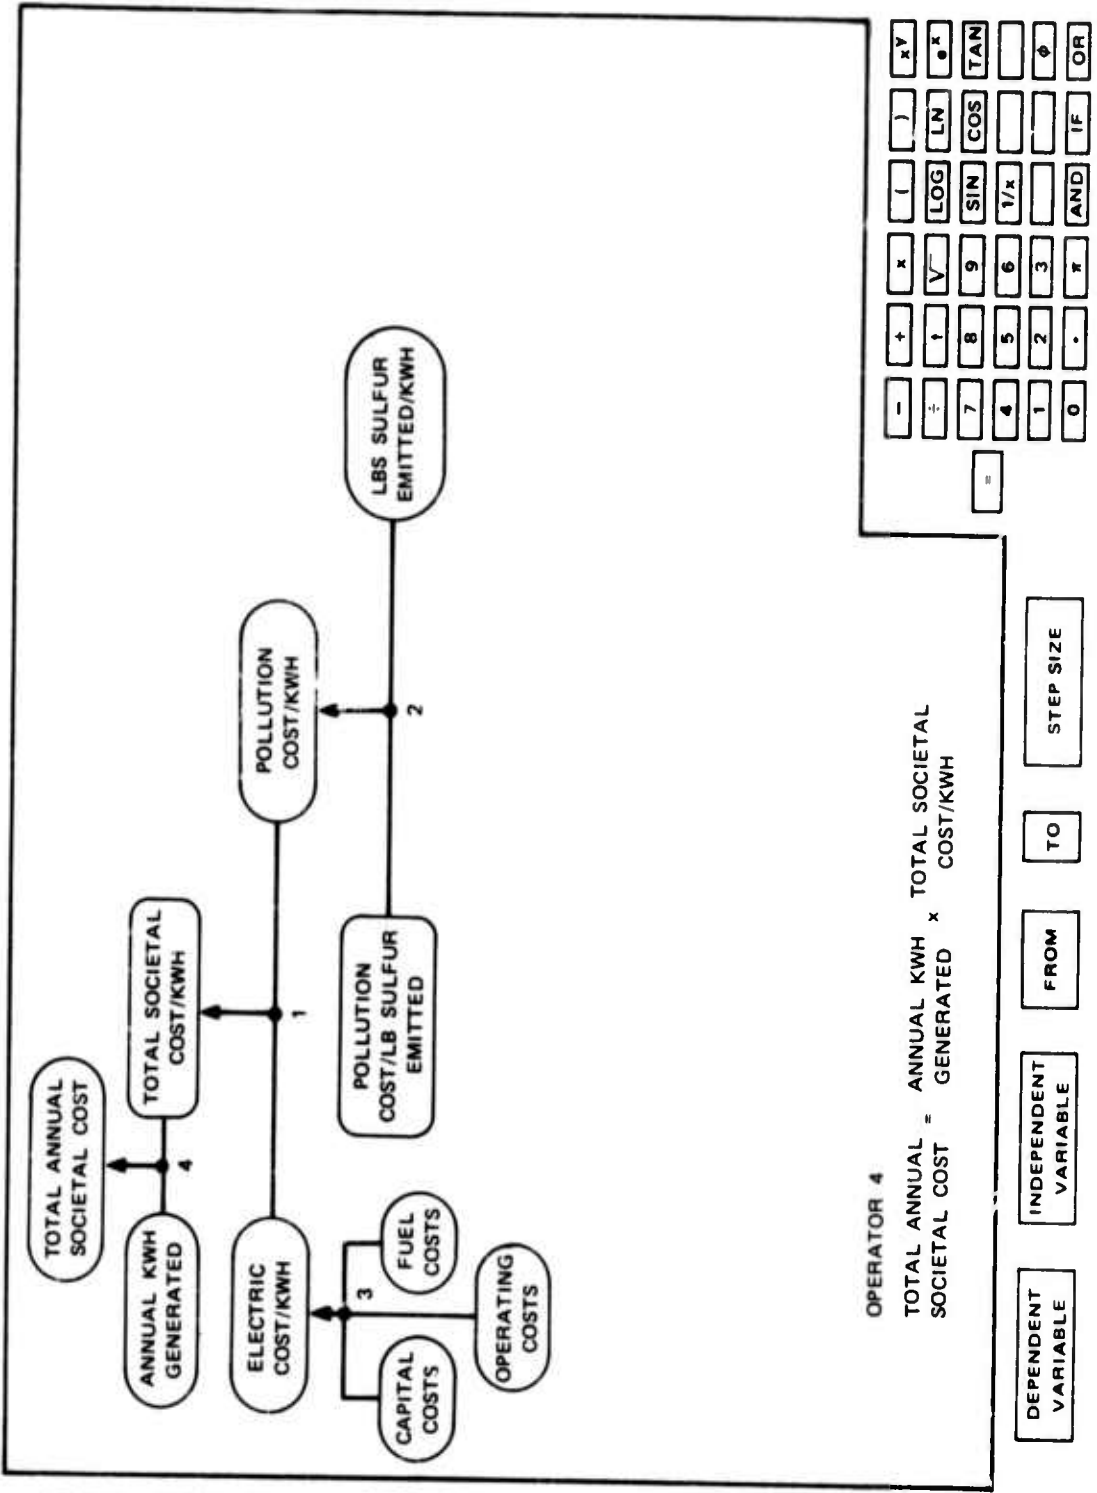 TOTAL ANNUAL
SOCIETAL COST
ANNUAL KWH
GENERATED
4
TOTAL SOCIETAL
COST/KWH
ELECTRIC
COST/KWH
1
POLLUTION
COST/KWH
CAPITAL
COSTS
3
FUEL
COSTS
OPERATING
COSTS
POLLUTION
COST/LB SULFUR
EMITTED
2
LBS SULFUR
EMITTED/KWH
OPERATOR 4
TOTAL ANNUAL = ANNUAL KWH x TOTAL SOCIETAL
SOCIETAL COST GENERATED COST/KWH
DEPENDENT
VARIABLE
INDEPENDENT
VARIABLE
FROM
TO
STEP SIZE
=
− + x ( ) x^y
÷ ↑ √ LOG LN e^x
7 8 9 SIN COS TAN
4 5 6 1/x
1 2 3 φ
0 . π AND IF OR